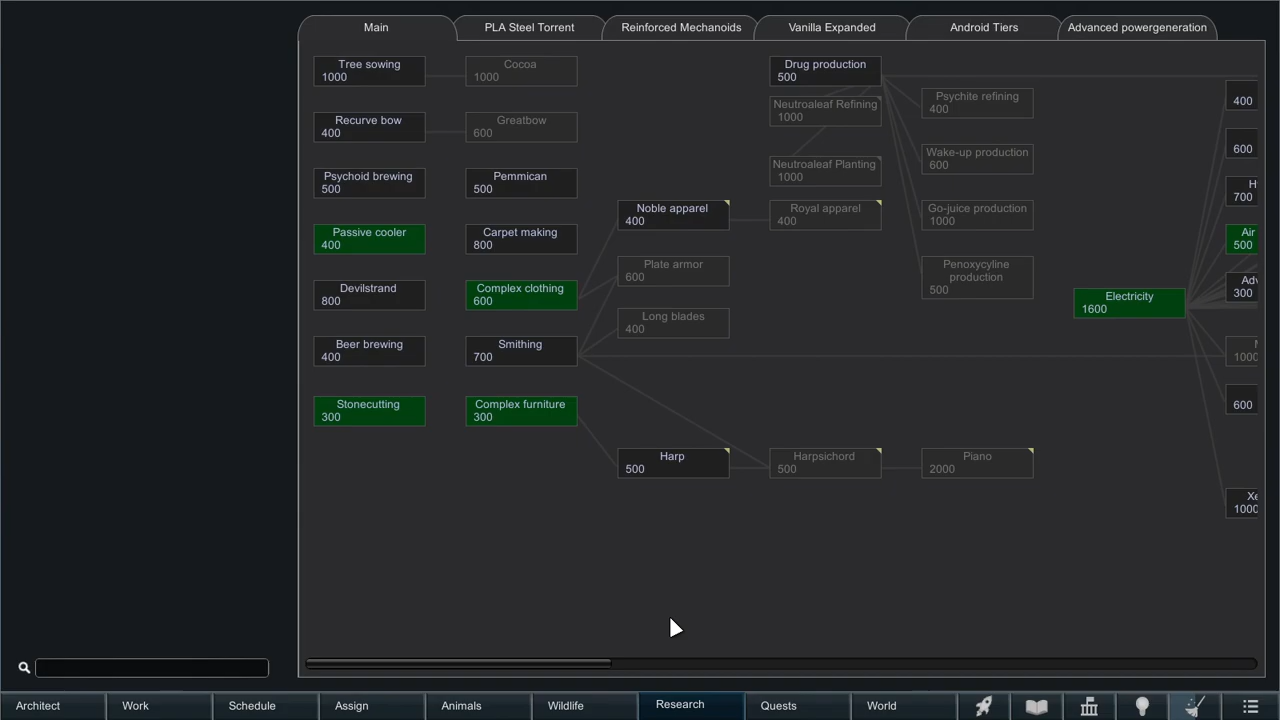 Main
PLA Steel Torrent
Reinforced Mechanoids
Vanilla Expanded
Android Tiers
Advanced powergeneration
Tree sowing
1000
Cocoa
1000
Drug production
500
Neutroaleaf Refining
1000
Psychite refining
400
400
Recurve bow
400
Greatbow
600
Neutroaleaf Planting
1000
Wake-up production
600
600
Psychoid brewing
500
Pemmican
500
Noble apparel
400
Royal apparel
400
Go-juice production
1000
H
700
Passive cooler
400
Carpet making
800
Plate armor
600
Penoxycyline
production
500
Air
500
Devilstrand
800
Complex clothing
600
Long blades
400
Electricity
1600
Adv
300
Beer brewing
400
Smithing
700
1000
Stonecutting
300
Complex furniture
300
600
Harp
500
Harpsichord
500
Piano
2000
Xe
1000
Architect
Work
Schedule
Assign
Animals
Wildlife
Research
Quests
World